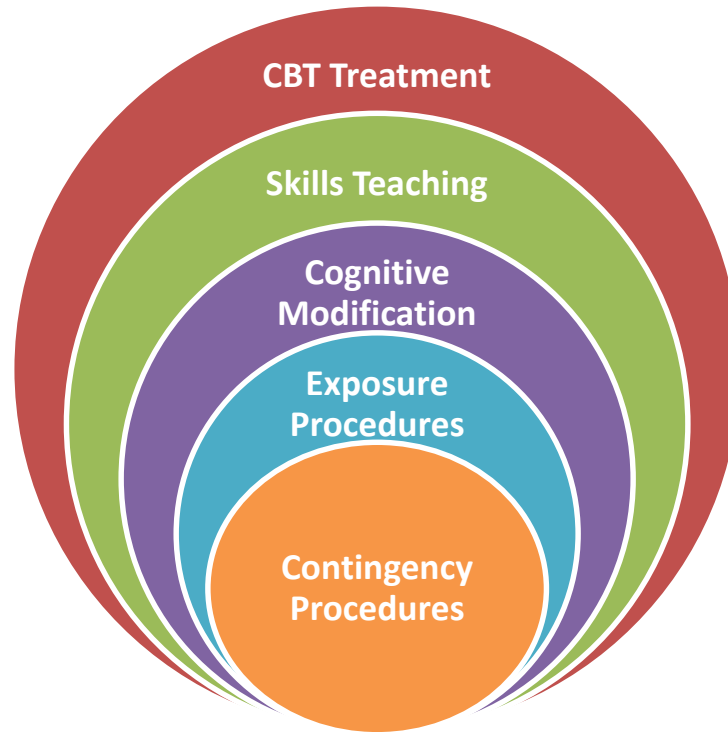 CBT Treatment
Skills Teaching
Cognitive
Modification
Exposure
Procedures
Contingency
Procedures